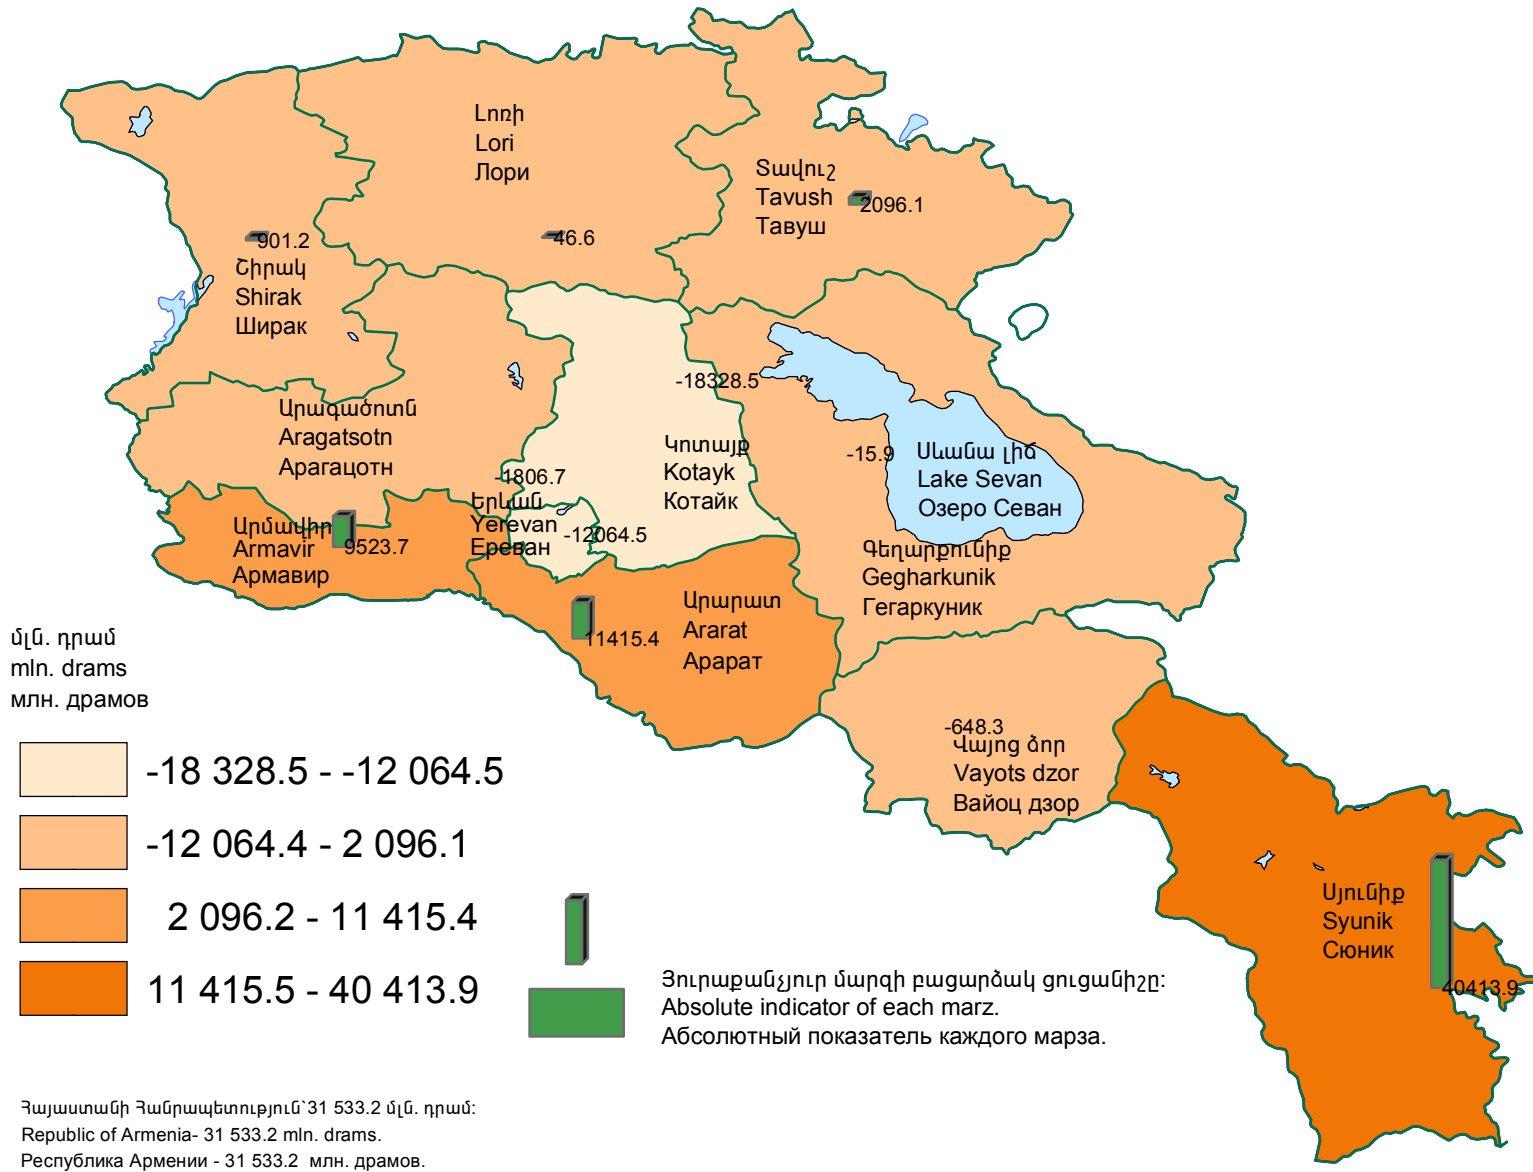 Լոռի
Lori
Лори
46.6
Տավուշ
Tavush
Тавуш
2096.1
901.2
Շիրակ
Shirak
Ширак
-18328.5
Կոտայք
Kotayk
Котайк
Արագածոտն
Aragatsotn
Арагацотн
-1806.7
-15.9
Սևանա լիճ
Lake Sevan
Озеро Севан
Երևան
Yerevan
Ереван
-12064.5
Արմավիր
Armavir
Армавир
9523.7
Գեղարքունիք
Gegharkunik
Гегаркуник
Արարատ
Ararat
Арарат
11415.4
-648.3
Վայոց ձոր
Vayots dzor
Вайоц дзор
Սյունիք
Syunik
Сюник
40413.9
մլն. դրամ
mln. drams
млн. драмов
-18 328.5 - -12 064.5
-12 064.4 - 2 096.1
2 096.2 - 11 415.4
11 415.5 - 40 413.9
Յուրաքանչյուր մարզի բացարձակ ցուցանիշը:
Absolute indicator of each marz.
Абсолютный показатель каждого марза.
Հայաստանի Հանրապետություն՝31 533.2 մլն. դրամ:
Republic of Armenia- 31 533.2 mln. drams.
Республика Армении - 31 533.2 млн. драмов.